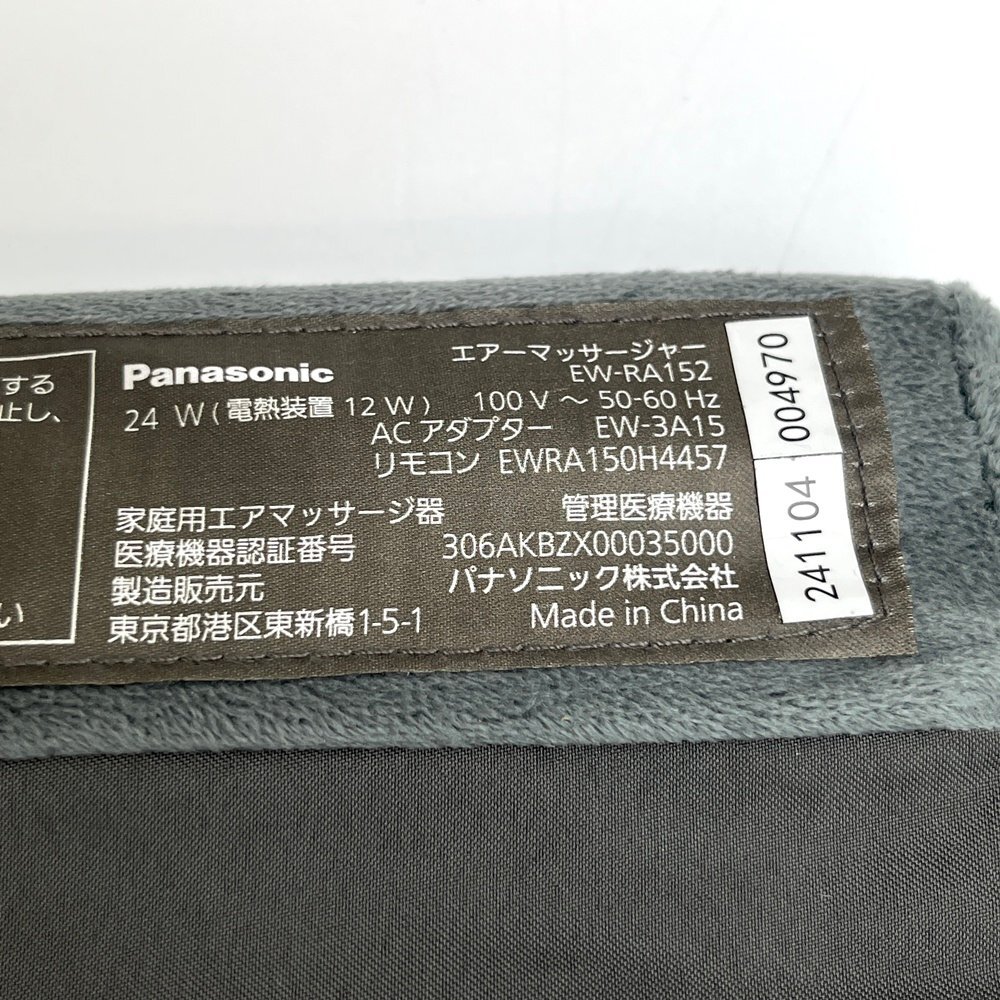 する
止し、
い
Panasonic
エアーマッサージャー
EW-RA152
24 W (電熱装置 12 W) 100 V ～ 50-60 Hz
ACアダプター EW-3A15
リモコン EWRA150H4457
家庭用エアマッサージ器 管理医療機器
医療機器認証番号 306AKBZX00035000
製造販売元 パナソニック株式会社
東京都港区東新橋1-5-1 Made in China
241104 004970